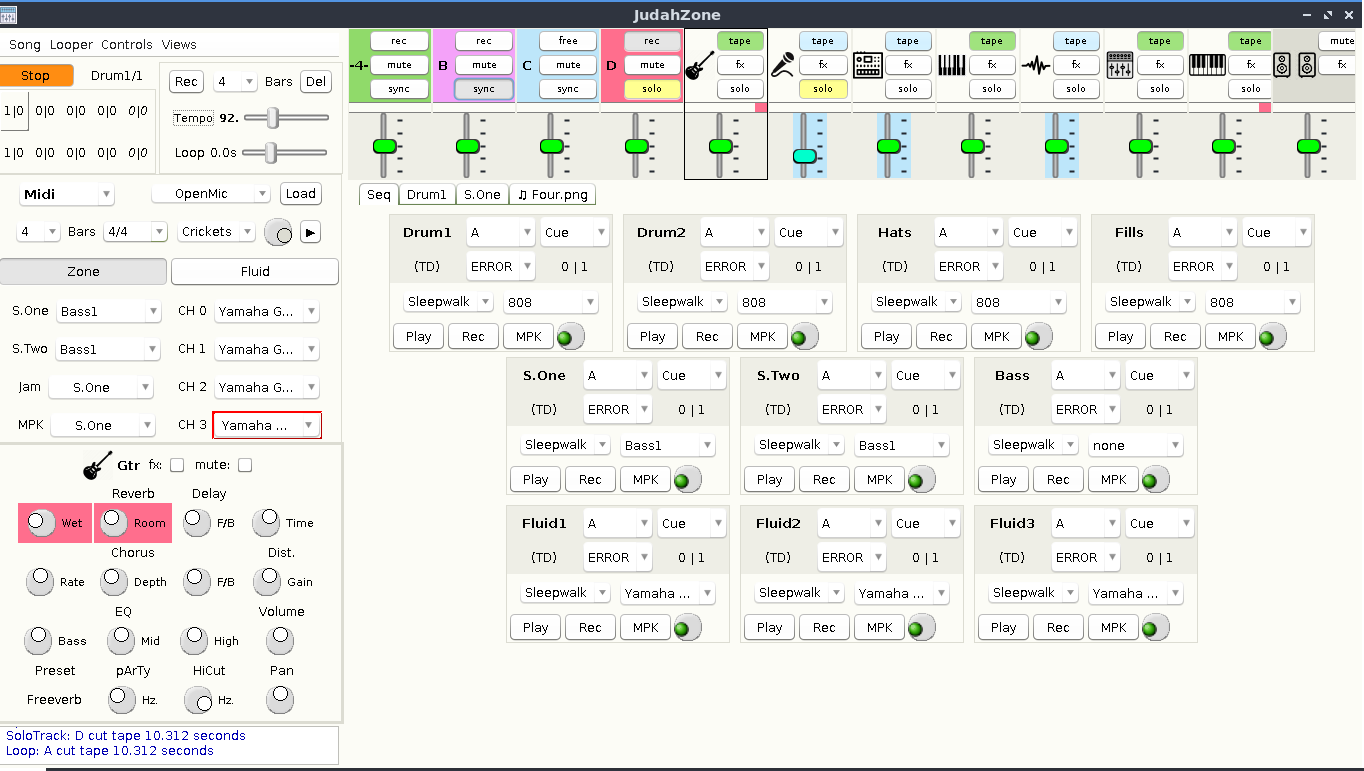 JudahZone
Song Looper Controls Views
Stop Drum1/1
Rec 4 Bars Del
1|0 0|0 0|0 0|0 0|0
Tempo 92.
1|0 0|0 0|0 0|0 0|0
Loop 0.0s
rec rec free rec tape tape tape tape tape tape tape mute
-4- mute B mute C mute D mute fx fx fx fx fx fx fx fx
sync sync sync solo solo solo solo solo solo solo solo
Midi OpenMic Load
4 Bars 4/4 Crickets
Zone Fluid
S.One Bass1 CH 0 Yamaha G...
S.Two Bass1 CH 1 Yamaha G...
Jam S.One CH 2 Yamaha G...
MPK S.One CH 3 Yamaha ...
Gtr fx: mute:
Reverb Delay
Wet Room F/B Time
Chorus Dist.
Rate Depth F/B Gain
EQ Volume
Bass Mid High
Preset pArTy HiCut Pan
Freeverb Hz. Hz.
SoloTrack: D cut tape 10.312 seconds
Loop: A cut tape 10.312 seconds
Seq Drum1 S.One ♫ Four.png
Drum1 A Cue Drum2 A Cue Hats A Cue Fills A Cue
(TD) ERROR 0|1 (TD) ERROR 0|1 (TD) ERROR 0|1 (TD) ERROR 0|1
Sleepwalk 808 Sleepwalk 808 Sleepwalk 808 Sleepwalk 808
Play Rec MPK Play Rec MPK Play Rec MPK Play Rec MPK
S.One A Cue S.Two A Cue Bass A Cue
(TD) ERROR 0|1 (TD) ERROR 0|1 (TD) ERROR 0|1
Sleepwalk Bass1 Sleepwalk Bass1 Sleepwalk none
Play Rec MPK Play Rec MPK Play Rec MPK
Fluid1 A Cue Fluid2 A Cue Fluid3 A Cue
(TD) ERROR 0|1 (TD) ERROR 0|1 (TD) ERROR 0|1
Sleepwalk Yamaha ... Sleepwalk Yamaha ... Sleepwalk Yamaha ...
Play Rec MPK Play Rec MPK Play Rec MPK